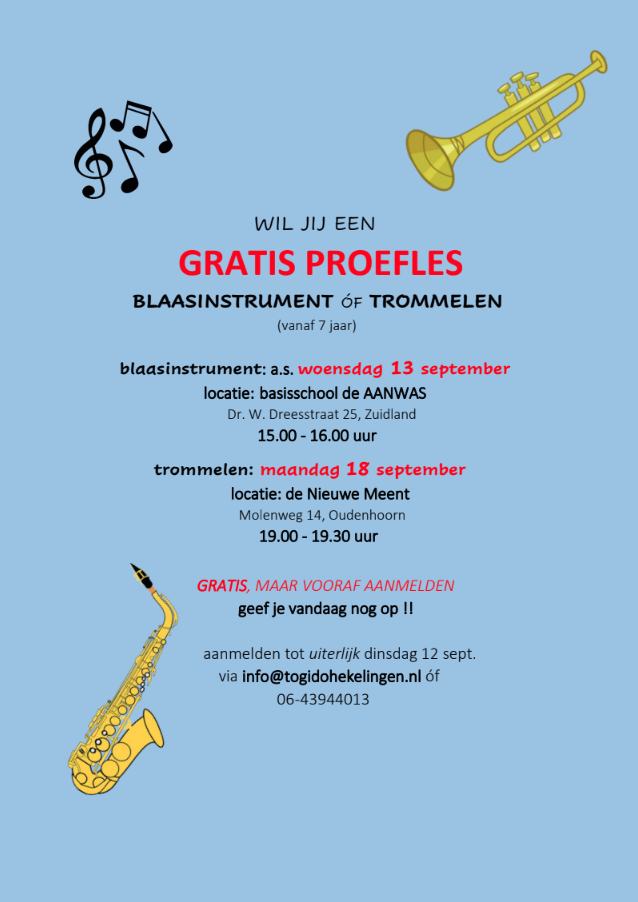 WIL JIJ EEN
GRATIS PROEFLES
BLAASINSTRUMENT ÓF TROMMELEN
(vanaf 7 jaar)
blaasinstrument: a.s. woensdag 13 september
locatie: basisschool de AANWAS
Dr. W. Dreesstraat 25, Zuidland
15.00 - 16.00 uur
trommelen: maandag 18 september
locatie: de Nieuwe Meent
Molenweg 14, Oudenhoorn
19.00 - 19.30 uur
GRATIS, MAAR VOORAF AANMELDEN
geef je vandaag nog op !!
aanmelden tot uiterlijk dinsdag 12 sept.
via info@togidohekelingen.nl óf
06-43944013